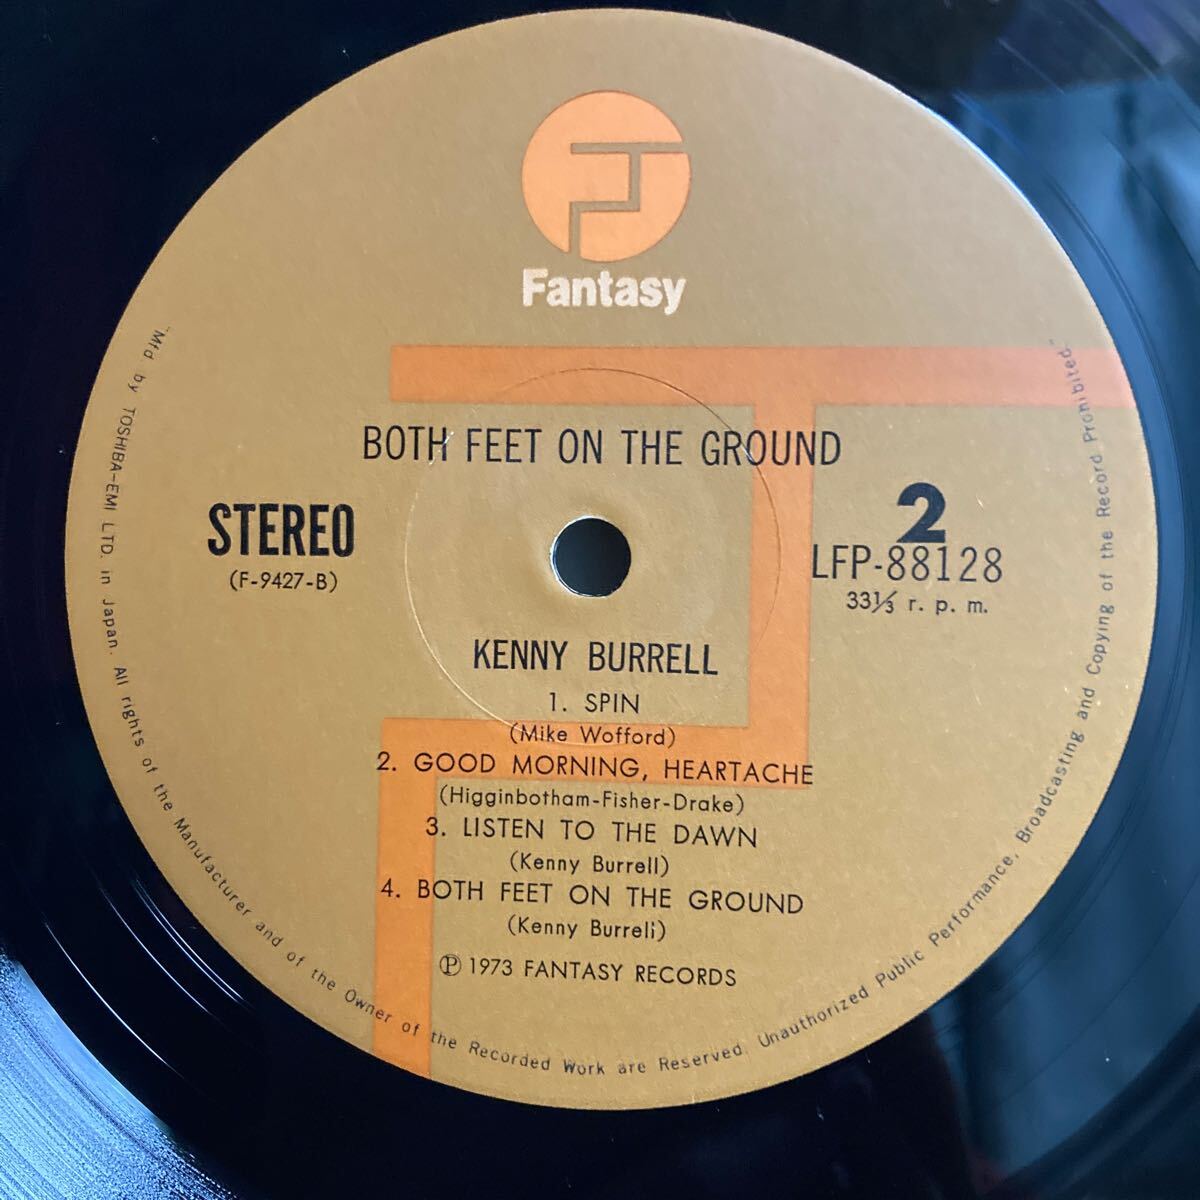 Fantasy
BOTH FEET ON THE GROUND
STEREO
(F-9427-B)
2
LFP-88128
33⅓ r. p. m.
KENNY BURRELL
1. SPIN
(Mike Wofford)
2. GOOD MORNING, HEARTACHE
(Higginbotham-Fisher-Drake)
3. LISTEN TO THE DAWN
(Kenny Burrell)
4. BOTH FEET ON THE GROUND
(Kenny Burreli)
Ⓟ 1973 FANTASY RECORDS
"Mfd by TOSHIBA-EMI LTD. in Japan. All rights of the Manufacturer and of the Owner of the Recorded Work are Reserved. Unauthorized Public Performance, Broadcasting and Copying of the Record Prohibited."